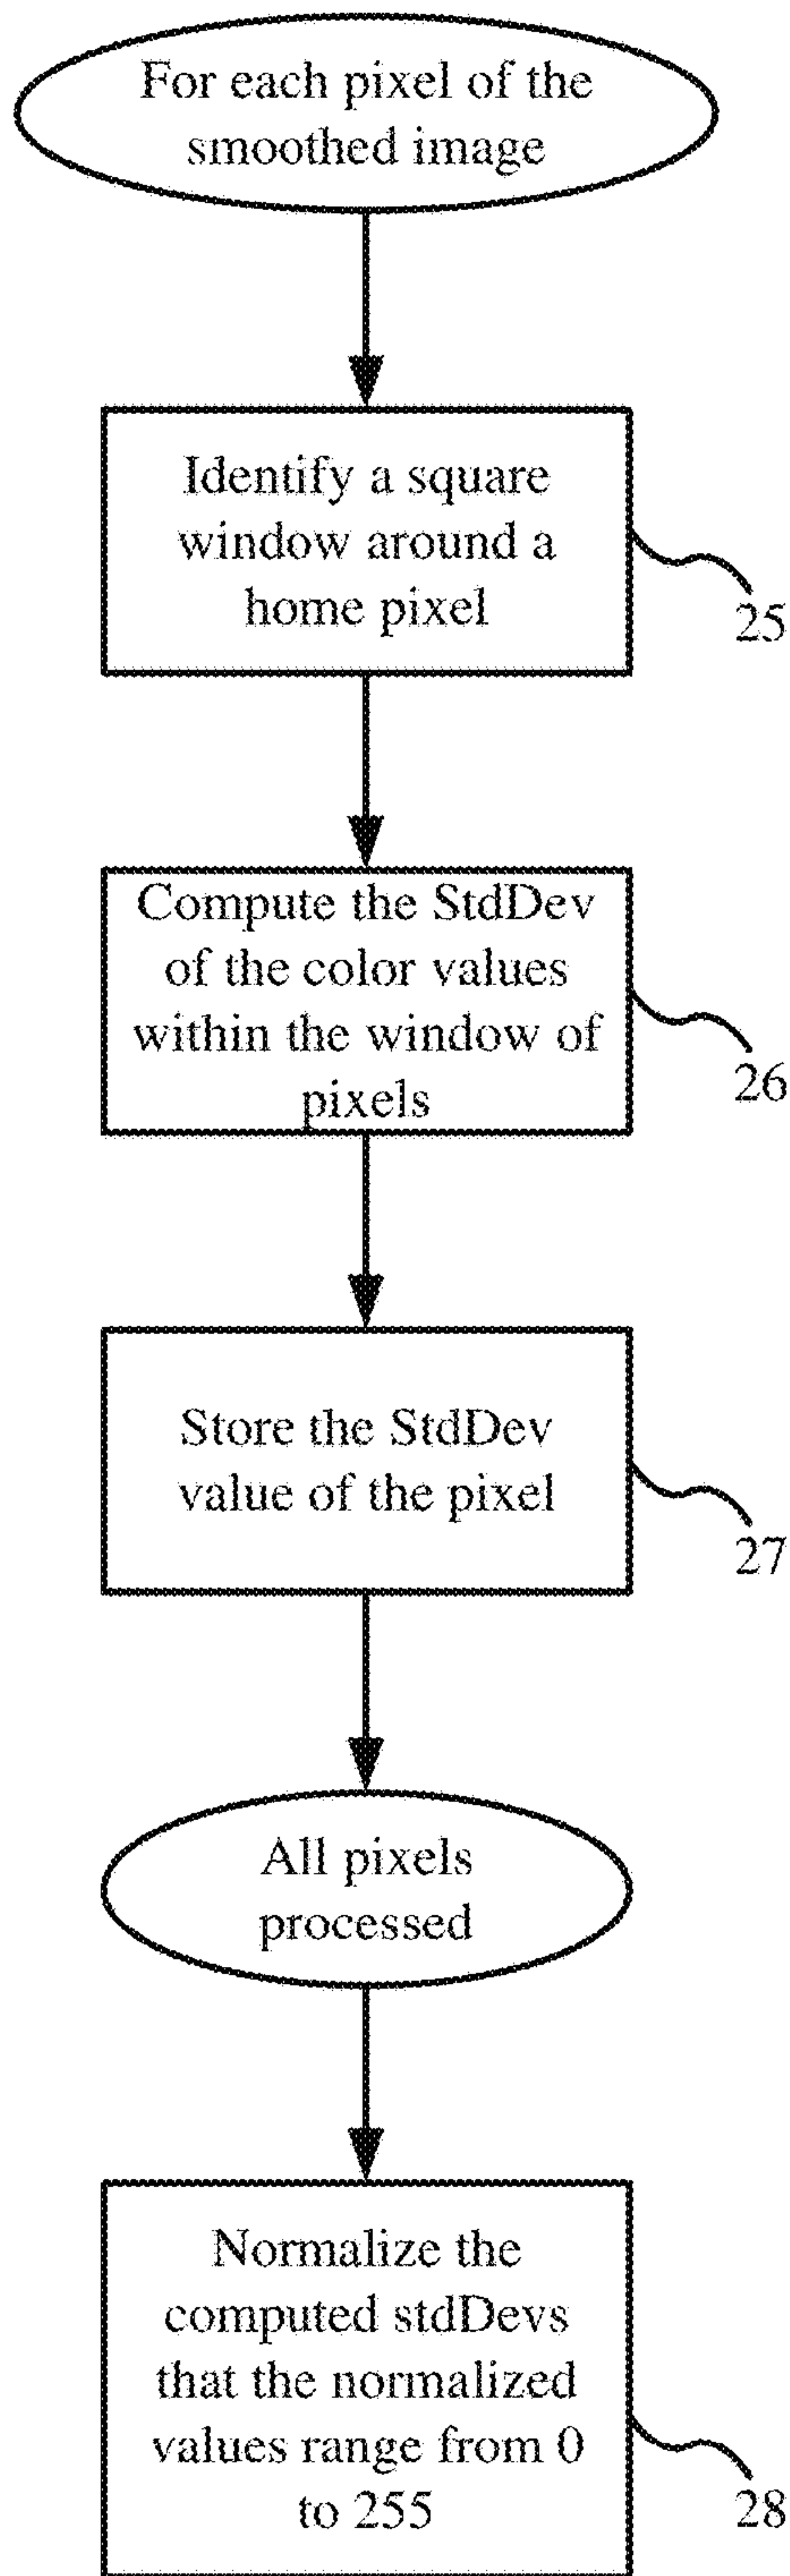 For each pixel of the
smoothed image
Identify a square
window around a
home pixel
25
Compute the StdDev
of the color values
within the window of
pixels
26
Store the StdDev
value of the pixel
27
All pixels
processed
Normalize the
computed stdDevs
that the normalized
values range from 0
to 255
28